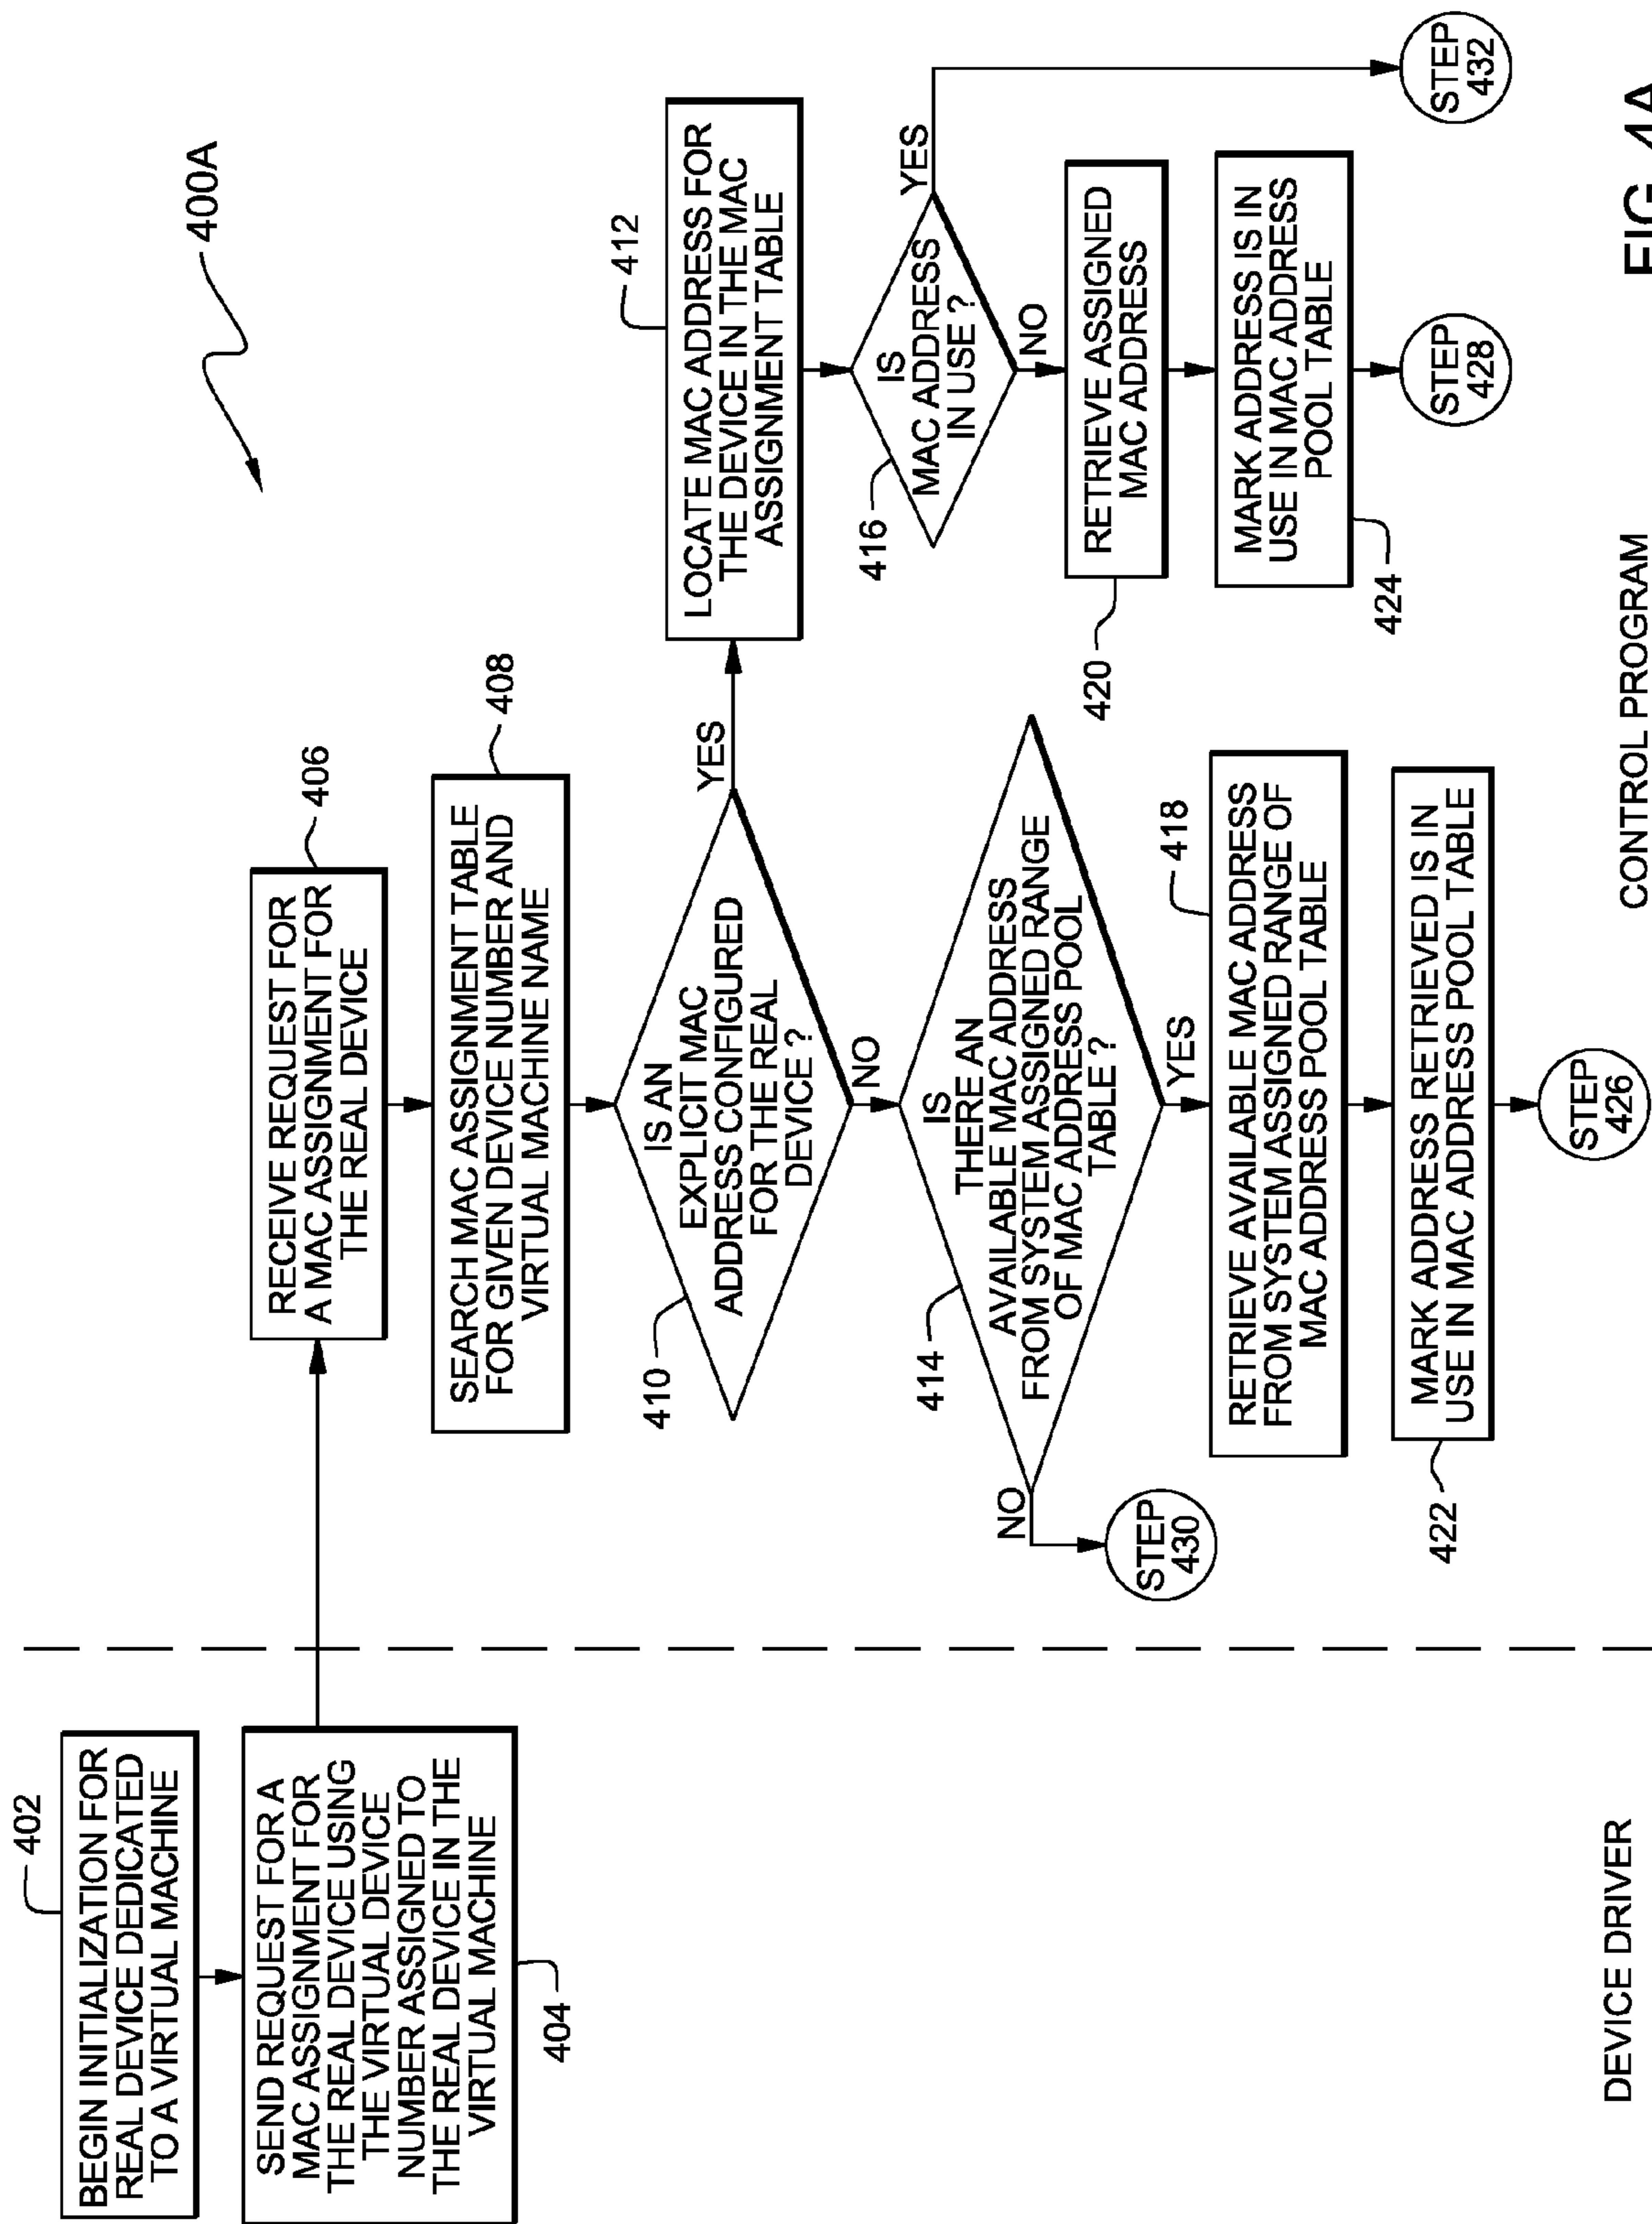 400A
402
BEGIN INITIALIZATION FOR
REAL DEVICE DEDICATED
TO A VIRTUAL MACHINE
SEND REQUEST FOR A
MAC ASSIGNMENT FOR
THE REAL DEVICE USING
THE VIRTUAL DEVICE
NUMBER ASSIGNED TO
THE REAL DEVICE IN THE
VIRTUAL MACHINE
404
406
RECEIVE REQUEST FOR
A MAC ASSIGNMENT FOR
THE REAL DEVICE
408
SEARCH MAC ASSIGNMENT TABLE
FOR GIVEN DEVICE NUMBER AND
VIRTUAL MACHINE NAME
410
IS AN
EXPLICIT MAC
ADDRESS CONFIGURED
FOR THE REAL
DEVICE ?
YES
NO
412
LOCATE MAC ADDRESS FOR
THE DEVICE IN THE MAC
ASSIGNMENT TABLE
414
IS
THERE AN
AVAILABLE MAC ADDRESS
FROM SYSTEM ASSIGNED RANGE
OF MAC ADDRESS POOL
TABLE ?
NO
YES
STEP
430
416
IS
MAC ADDRESS
IN USE ?
YES
NO
418
RETRIEVE AVAILABLE MAC ADDRESS
FROM SYSTEM ASSIGNED RANGE OF
MAC ADDRESS POOL TABLE
420
RETRIEVE ASSIGNED
MAC ADDRESS
422
MARK ADDRESS RETRIEVED IS IN
USE IN MAC ADDRESS POOL TABLE
424
MARK ADDRESS IS IN
USE IN MAC ADDRESS
POOL TABLE
STEP
426
STEP
428
STEP
432
DEVICE DRIVER
CONTROL PROGRAM
FIG. 4A